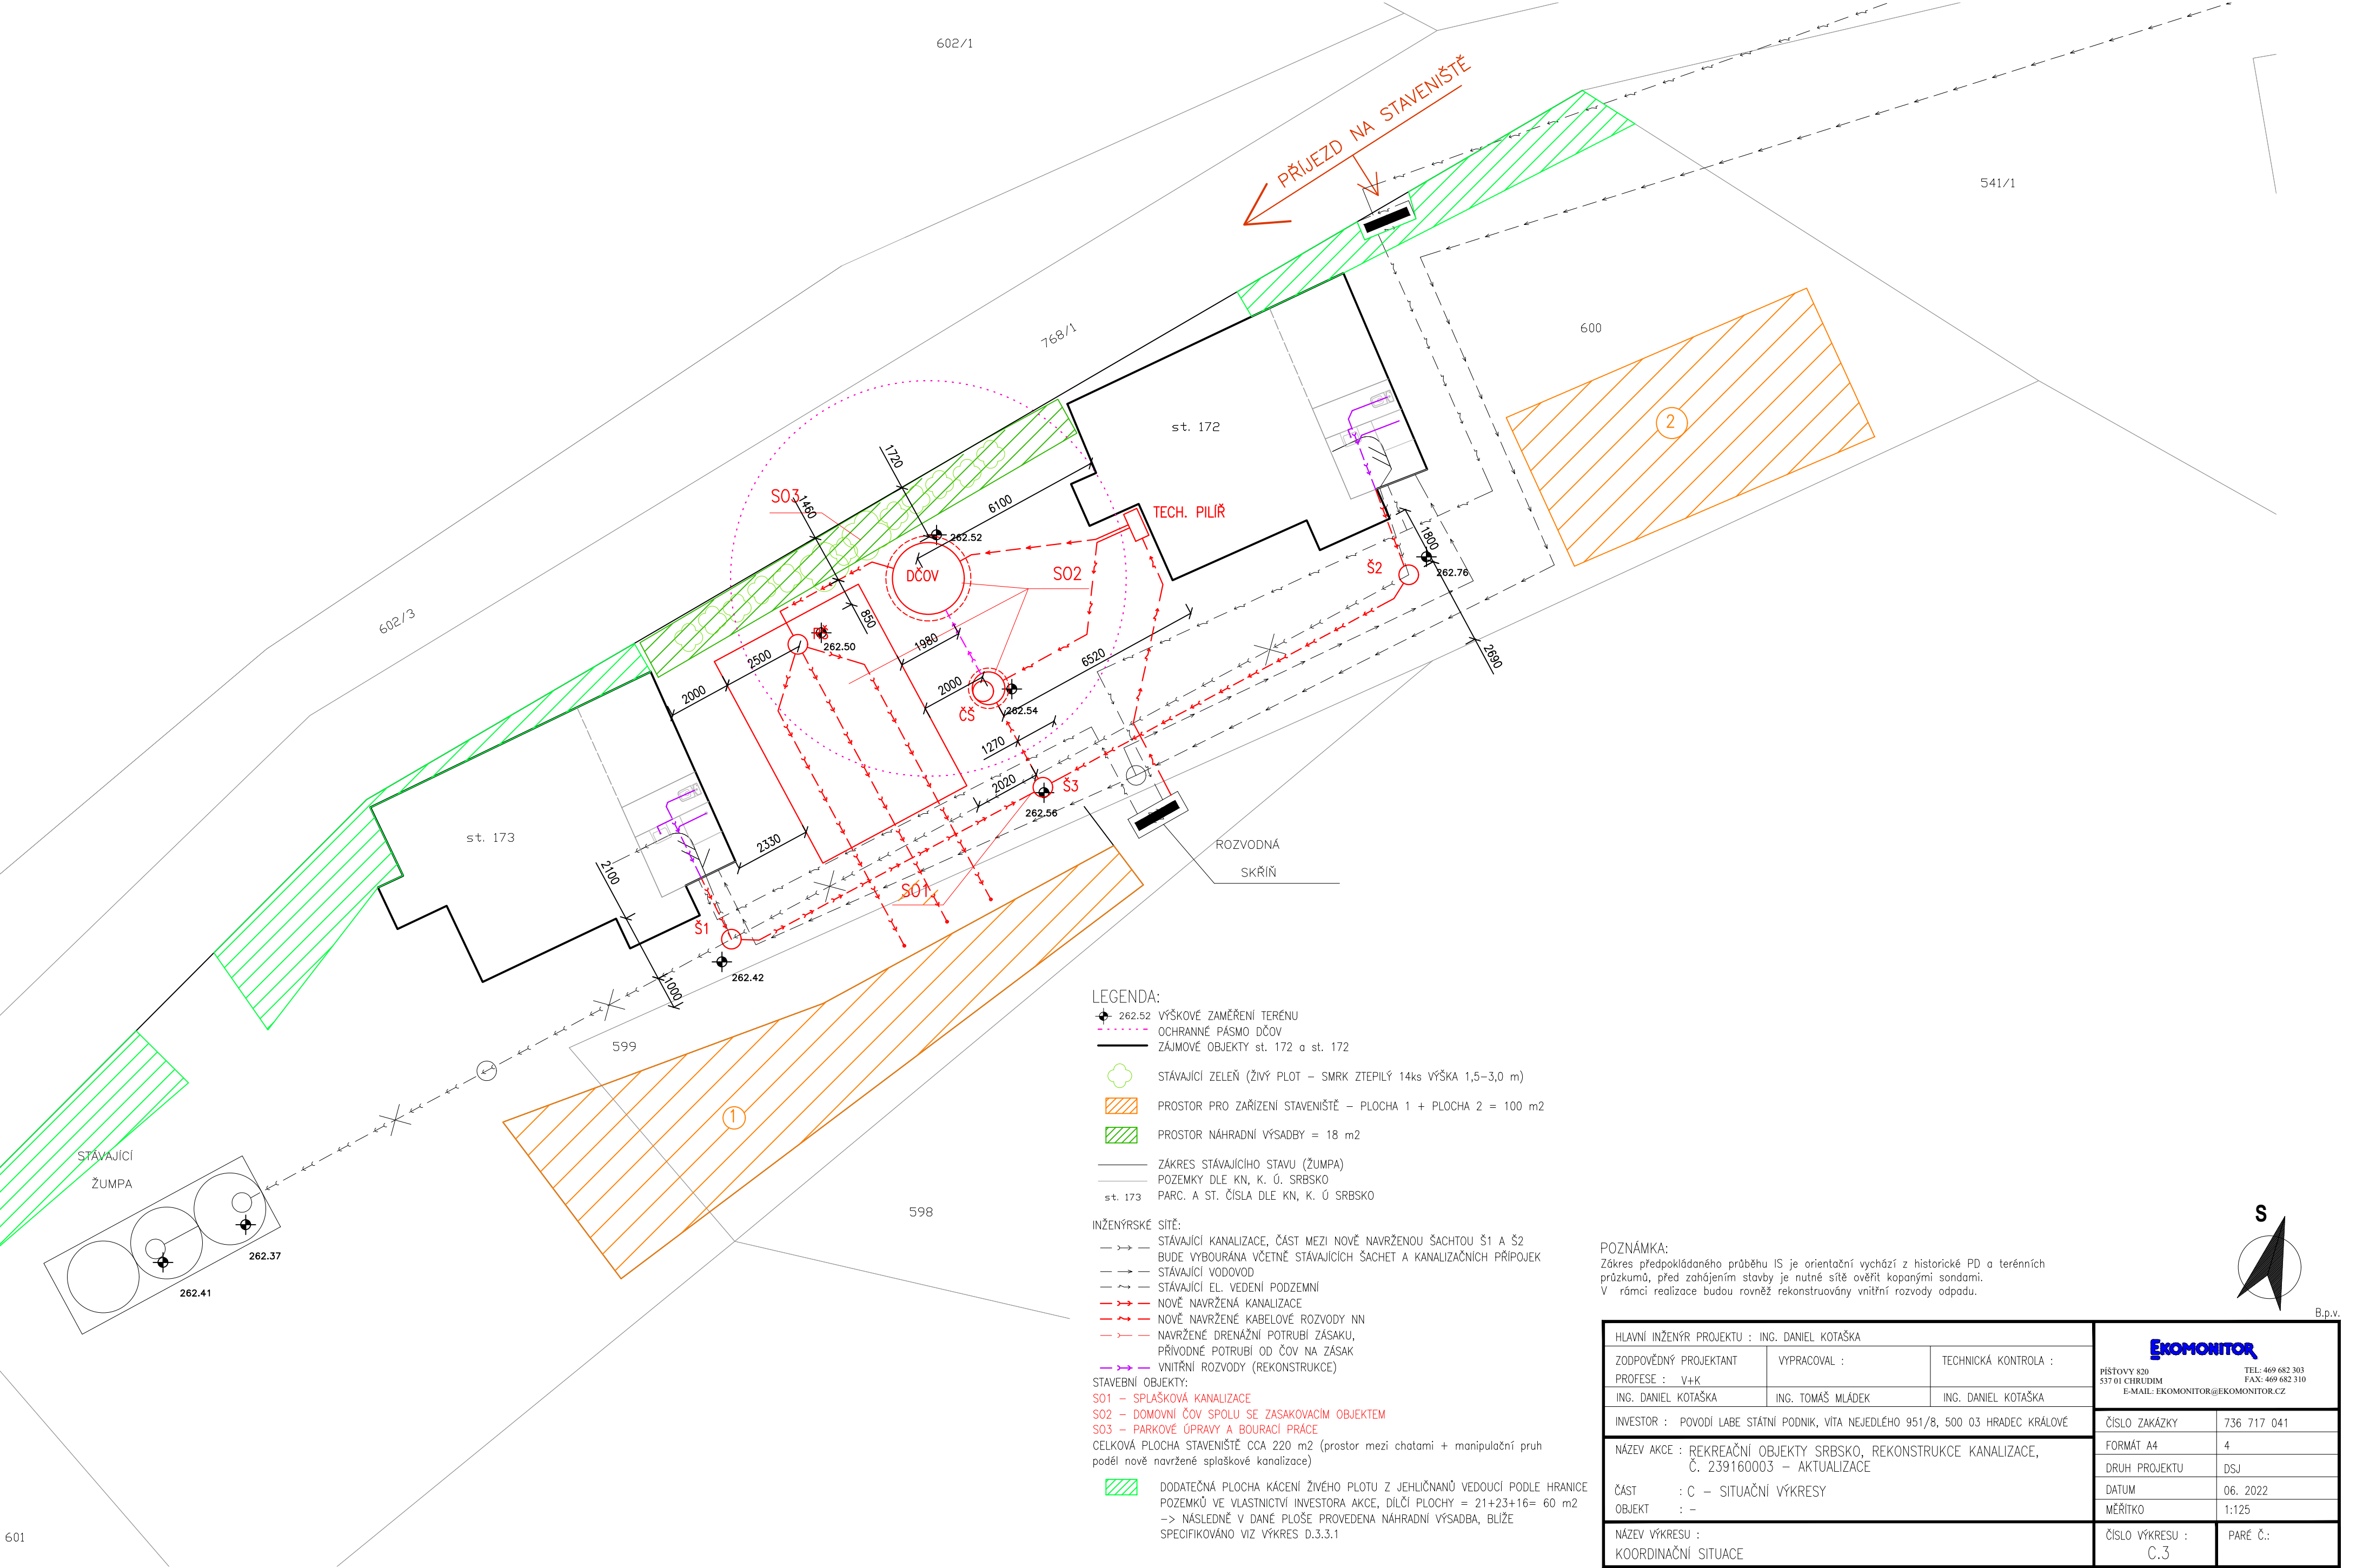 602/1
PŘÍJEZD NA STAVENIŠTĚ
541/1
768/1
600
2
st. 172
602/3
1720
SO3
1460
6100
TECH. PILÍŘ
262.52
DČOV
SO2
1800
Š2
262.76
850
262.50
1980
2500
2000
6520
2690
2000
ČŠ
262.54
1270
2020
Š3
262.56
st. 173
2330
2100
ROZVODNÁ
SKŘÍŇ
SO1
Š1
262.42
1000
599
1
STÁVAJÍCÍ
ŽUMPA
598
262.37
262.41
601
LEGENDA:
262.52 VÝŠKOVÉ ZAMĚŘENÍ TERÉNU
OCHRANNÉ PÁSMO DČOV
ZÁJMOVÉ OBJEKTY st. 172 a st. 172
STÁVAJÍCÍ ZELEŇ (ŽIVÝ PLOT – SMRK ZTEPILÝ 14ks VÝŠKA 1,5–3,0 m)
PROSTOR PRO ZAŘÍZENÍ STAVENIŠTĚ – PLOCHA 1 + PLOCHA 2 = 100 m2
PROSTOR NÁHRADNÍ VÝSADBY = 18 m2
ZÁKRES STÁVAJÍCÍHO STAVU (ŽUMPA)
POZEMKY DLE KN, K. Ú. SRBSKO
st. 173 PARC. A ST. ČÍSLA DLE KN, K. Ú SRBSKO
INŽENÝRSKÉ SÍTĚ:
STÁVAJÍCÍ KANALIZACE, ČÁST MEZI NOVĚ NAVRŽENOU ŠACHTOU Š1 A Š2
BUDE VYBOURÁNA VČETNĚ STÁVAJÍCÍCH ŠACHET A KANALIZAČNÍCH PŘÍPOJEK
STÁVAJÍCÍ VODOVOD
STÁVAJÍCÍ EL. VEDENÍ PODZEMNÍ
NOVĚ NAVRŽENÁ KANALIZACE
NOVĚ NAVRŽENÉ KABELOVÉ ROZVODY NN
NAVRŽENÉ DRENÁŽNÍ POTRUBÍ ZÁSAKU,
PŘÍVODNÉ POTRUBÍ OD ČOV NA ZÁSAK
VNITŘNÍ ROZVODY (REKONSTRUKCE)
STAVEBNÍ OBJEKTY:
SO1 – SPLAŠKOVÁ KANALIZACE
SO2 – DOMOVNÍ ČOV SPOLU SE ZASAKOVACÍM OBJEKTEM
SO3 – PARKOVÉ ÚPRAVY A BOURACÍ PRÁCE
CELKOVÁ PLOCHA STAVENIŠTĚ CCA 220 m2 (prostor mezi chatami + manipulační pruh
podél nově navržené splaškové kanalizace)
DODATEČNÁ PLOCHA KÁCENÍ ŽIVÉHO PLOTU Z JEHLIČNANŮ VEDOUCÍ PODLE HRANICE
POZEMKŮ VE VLASTNICTVÍ INVESTORA AKCE, DÍLČÍ PLOCHY = 21+23+16= 60 m2
–> NÁSLEDNĚ V DANÉ PLOŠE PROVEDENA NÁHRADNÍ VÝSADBA, BLÍŽE
SPECIFIKOVÁNO VIZ VÝKRES D.3.3.1
POZNÁMKA:
Zákres předpokládaného průběhu IS je orientační vychází z historické PD a terénních
průzkumů, před zahájením stavby je nutné sítě ověřit kopanými sondami.
V rámci realizace budou rovněž rekonstruovány vnitřní rozvody odpadu.
S
B.p.v.
HLAVNÍ INŽENÝR PROJEKTU : ING. DANIEL KOTAŠKA
ZODPOVĚDNÝ PROJEKTANT
PROFESE : V+K
VYPRACOVAL :
TECHNICKÁ KONTROLA :
ING. DANIEL KOTAŠKA
ING. TOMÁŠ MLÁDEK
ING. DANIEL KOTAŠKA
EKOMONITOR
PÍŠŤOVY 820
537 01 CHRUDIM
TEL: 469 682 303
FAX: 469 682 310
E-MAIL: EKOMONITOR@EKOMONITOR.CZ
INVESTOR : POVODÍ LABE STÁTNÍ PODNIK, VÍTA NEJEDLÉHO 951/8, 500 03 HRADEC KRÁLOVÉ
NÁZEV AKCE : REKREAČNÍ OBJEKTY SRBSKO, REKONSTRUKCE KANALIZACE,
Č. 239160003 – AKTUALIZACE
ČÁST : C – SITUAČNÍ VÝKRESY
OBJEKT : –
ČÍSLO ZAKÁZKY 736 717 041
FORMÁT A4 4
DRUH PROJEKTU DSJ
DATUM 06. 2022
MĚŘÍTKO 1:125
NÁZEV VÝKRESU :
KOORDINAČNÍ SITUACE
ČÍSLO VÝKRESU :
C.3
PARÉ Č.: